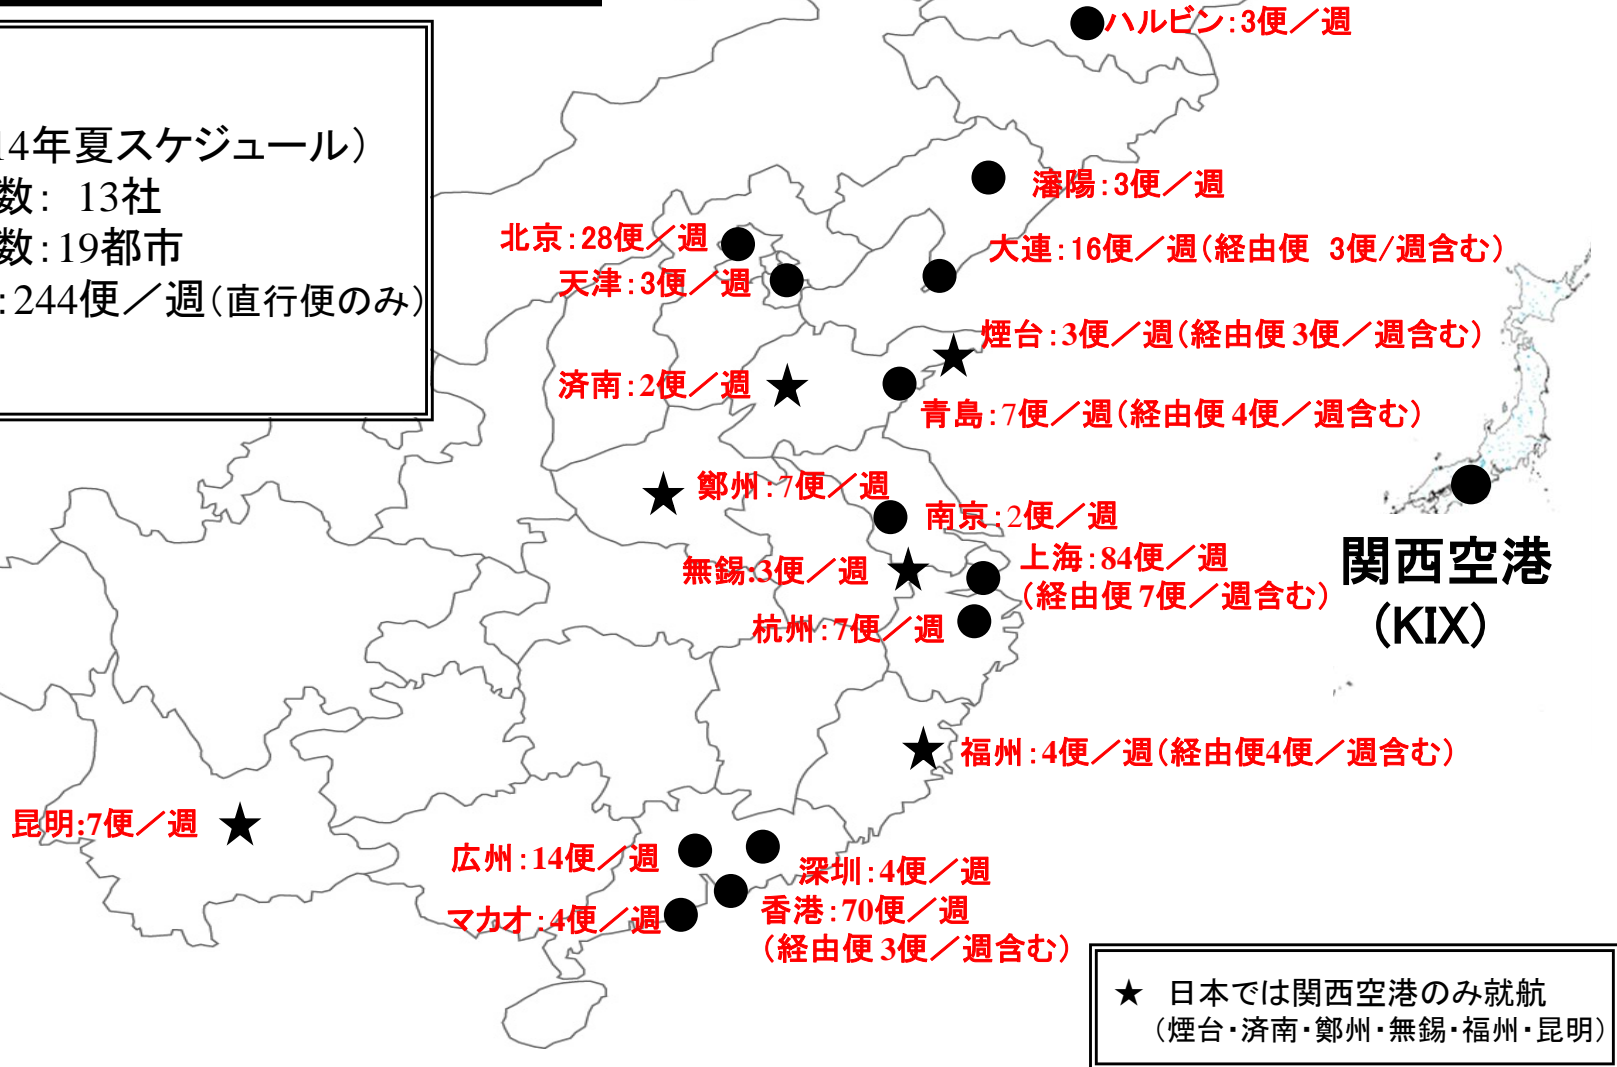 14年夏スケジュール）
数： 13社
数：19都市
：244便／週（直行便のみ）
ハルビン：3便／週
瀋陽：3便／週
北京：28便／週
大連：16便／週（経由便 3便/週含む）
天津：3便／週
煙台：3便／週（経由便 3便／週含む）
済南：2便／週
青島：7便／週（経由便 4便／週含む）
鄭州：7便／週
南京：2便／週
無錫:3便／週
上海：84便／週
（経由便 7便／週含む）
杭州：7便／週
関西空港
（KIX）
福州：4便／週（経由便4便／週含む）
昆明:7便／週
広州：14便／週
深圳：4便／週
マカオ：4便／週
香港：70便／週
（経由便 3便／週含む）
★ 日本では関西空港のみ就航
（煙台・済南・鄭州・無錫・福州・昆明）